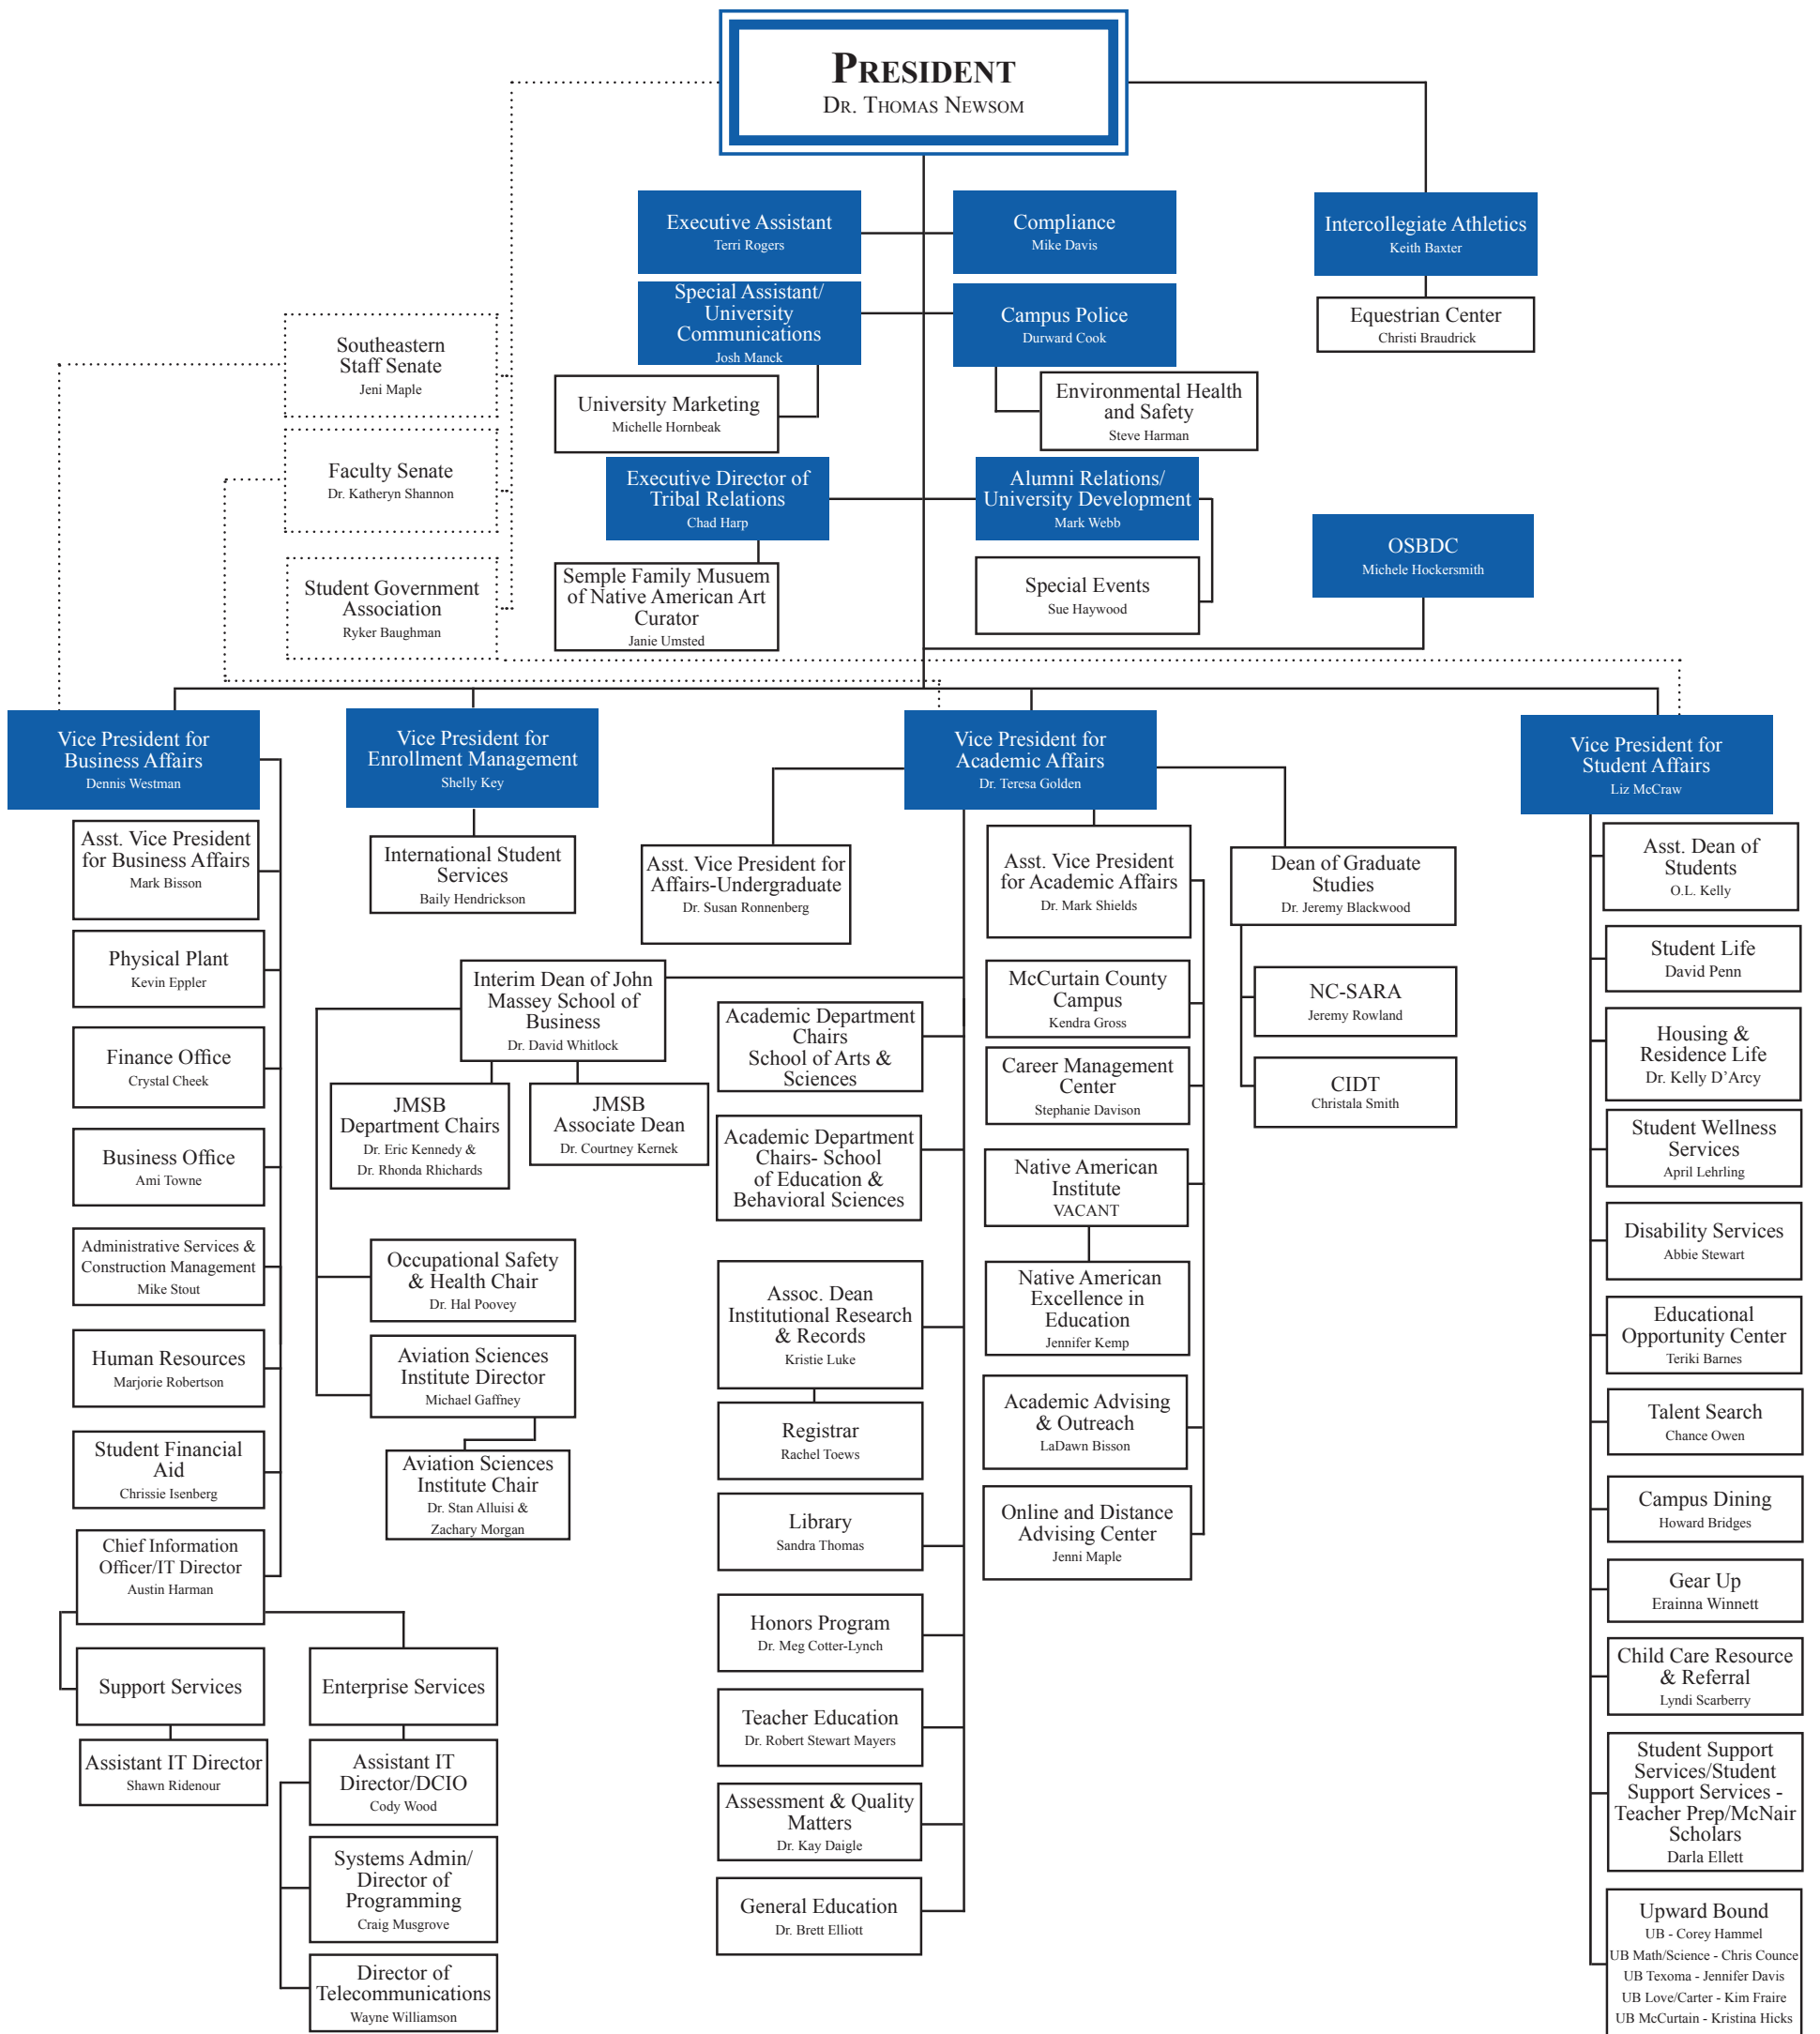 PRESIDENT
DR. THOMAS NEWSOM
Executive Assistant
Terri Rogers
Compliance
Mike Davis
Intercollegiate Athletics
Keith Baxter
Special Assistant/
University
Communications
Josh Manck
Campus Police
Durward Cook
Equestrian Center
Christi Braudrick
Southeastern
Staff Senate
Jeni Maple
University Marketing
Michelle Hornbeak
Environmental Health
and Safety
Steve Harman
Faculty Senate
Dr. Katheryn Shannon
Executive Director of
Tribal Relations
Chad Harp
Alumni Relations/
University Development
Mark Webb
OSBDC
Michele Hockersmith
Student Government
Association
Ryker Baughman
Semple Family Musuem
of Native American Art
Curator
Janie Umsted
Special Events
Sue Haywood
Vice President for
Business Affairs
Dennis Westman
Vice President for
Enrollment Management
Shelly Key
Vice President for
Academic Affairs
Dr. Teresa Golden
Vice President for
Student Affairs
Liz McCraw
Asst. Vice President
for Business Affairs
Mark Bisson
Physical Plant
Kevin Eppler
Finance Office
Crystal Cheek
Business Office
Ami Towne
Administrative Services &
Construction Management
Mike Stout
Human Resources
Marjorie Robertson
Student Financial
Aid
Chrissie Isenberg
Chief Information
Officer/IT Director
Austin Harman
Support Services
Enterprise Services
Assistant IT Director
Shawn Ridenour
Assistant IT
Director/DCIO
Cody Wood
Systems Admin/
Director of
Programming
Craig Musgrove
Director of
Telecommunications
Wayne Williamson
International Student
Services
Baily Hendrickson
Asst. Vice President for
Affairs-Undergraduate
Dr. Susan Ronnenberg
Interim Dean of John
Massey School of
Business
Dr. David Whitlock
JMSB
Department Chairs
Dr. Eric Kennedy &
Dr. Rhonda Rhichards
JMSB
Associate Dean
Dr. Courtney Kernek
Occupational Safety
& Health Chair
Dr. Hal Poovey
Aviation Sciences
Institute Director
Michael Gaffney
Aviation Sciences
Institute Chair
Dr. Stan Alluisi &
Zachary Morgan
Academic Department
Chairs
School of Arts &
Sciences
Academic Department
Chairs- School
of Education &
Behavioral Sciences
Assoc. Dean
Institutional Research
& Records
Kristie Luke
Registrar
Rachel Toews
Library
Sandra Thomas
Honors Program
Dr. Meg Cotter-Lynch
Teacher Education
Dr. Robert Stewart Mayers
Assessment & Quality
Matters
Dr. Kay Daigle
General Education
Dr. Brett Elliott
Asst. Vice President
for Academic Affairs
Dr. Mark Shields
McCurtain County
Campus
Kendra Gross
Career Management
Center
Stephanie Davison
Native American
Institute
VACANT
Native American
Excellence in
Education
Jennifer Kemp
Academic Advising
& Outreach
LaDawn Bisson
Online and Distance
Advising Center
Jenni Maple
Dean of Graduate
Studies
Dr. Jeremy Blackwood
NC-SARA
Jeremy Rowland
CIDT
Christala Smith
Asst. Dean of
Students
O.L. Kelly
Student Life
David Penn
Housing &
Residence Life
Dr. Kelly D’Arcy
Student Wellness
Services
April Lehrling
Disability Services
Abbie Stewart
Educational
Opportunity Center
Teriki Barnes
Talent Search
Chance Owen
Campus Dining
Howard Bridges
Gear Up
Erainna Winnett
Child Care Resource
& Referral
Lyndi Scarberry
Student Support
Services/Student
Support Services -
Teacher Prep/McNair
Scholars
Darla Ellett
Upward Bound
UB - Corey Hammel
UB Math/Science - Chris Counce
UB Texoma - Jennifer Davis
UB Love/Carter - Kim Fraire
UB McCurtain - Kristina Hicks